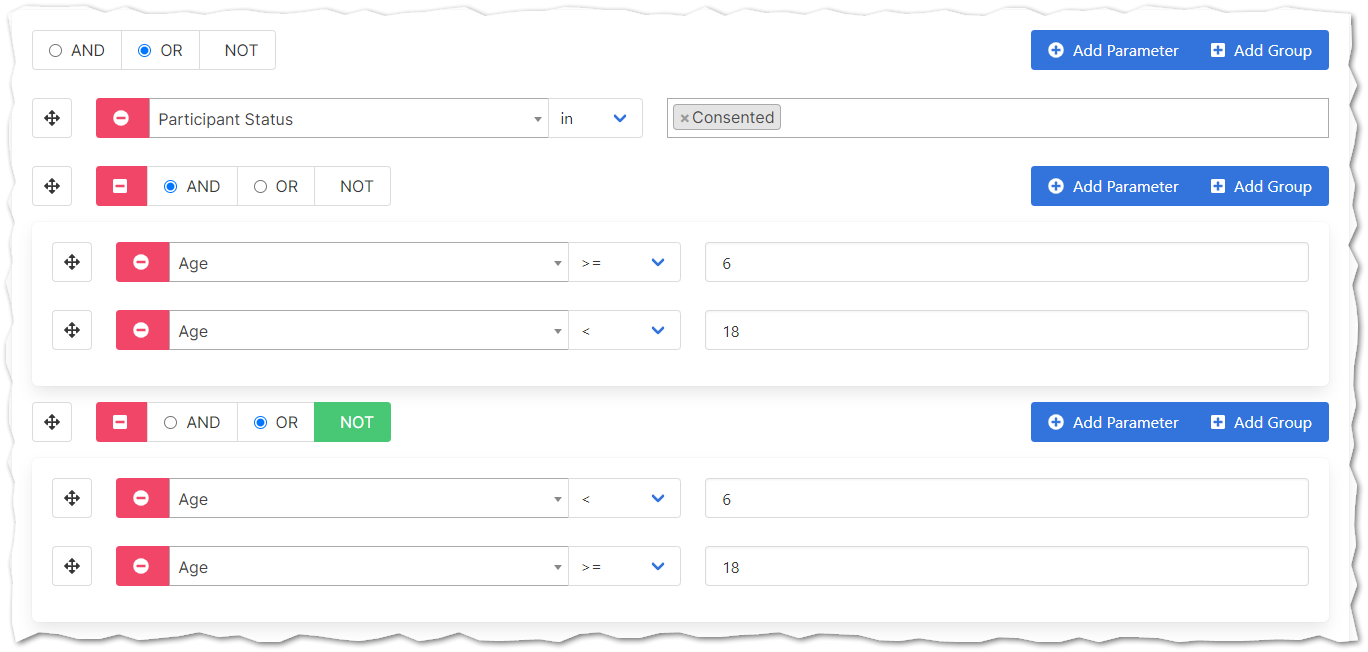 AND OR NOT Add Parameter Add Group
Participant Status in ×Consented
AND OR NOT Add Parameter Add Group
Age >= 6
Age < 18
AND OR NOT Add Parameter Add Group
Age < 6
Age >= 18